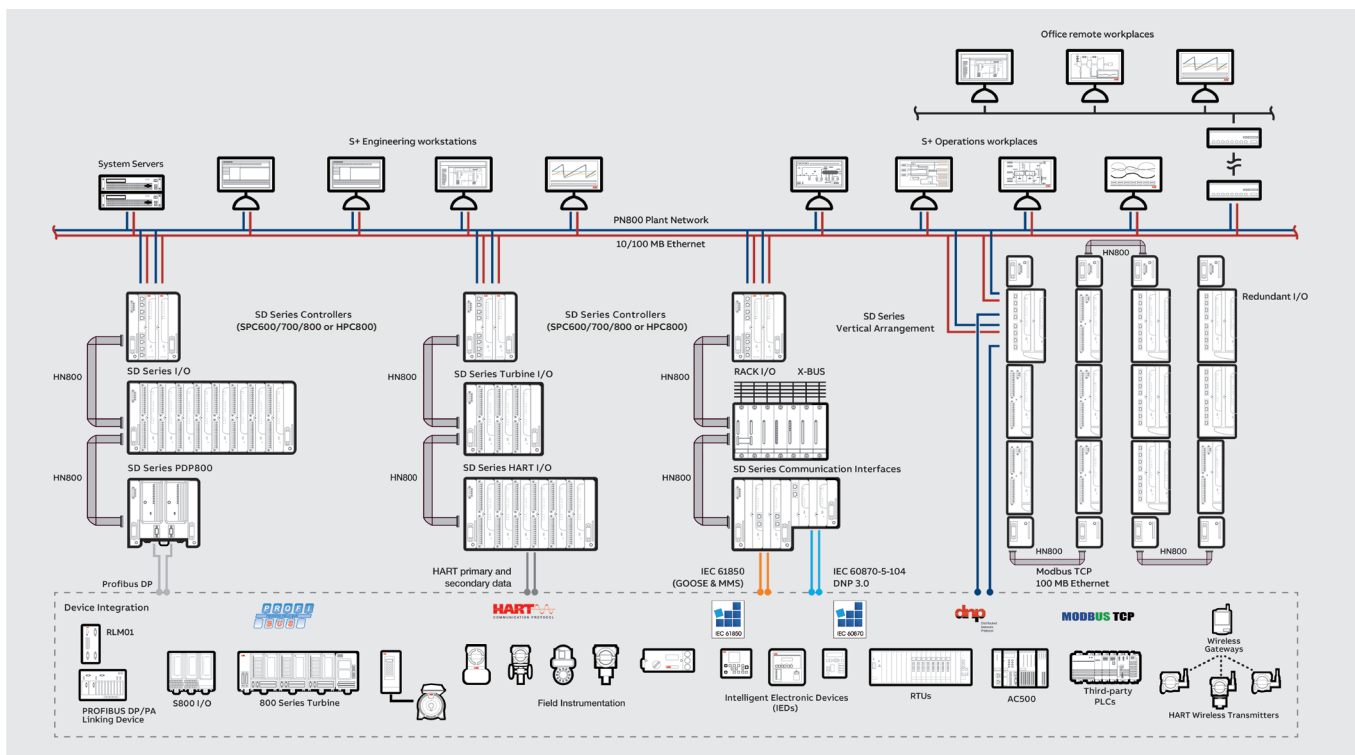 Office remote workplaces
S+ Engineering workstations
S+ Operations workplaces
System Servers
PN800 Plant Network
10/100 MB Ethernet
HN800
SD Series Controllers
(SPC600/700/800 or HPC800)
SD Series Controllers
(SPC600/700/800 or HPC800)
SD Series
Vertical Arrangement
Redundant I/O
HN800
SD Series I/O
HN800
SD Series Turbine I/O
HN800
RACK I/O
X-BUS
HN800
SD Series PDP800
HN800
SD Series HART I/O
HN800
SD Series Communication Interfaces
HN800
HN800
Profibus DP
HART primary and
secondary data
IEC 61850
(GOOSE & MMS)
IEC 60870-5-104
DNP 3.0
Modbus TCP
100 MB Ethernet
Device Integration
PROFI
BUS
HART
COMMUNICATION PROTOCOL
IEC 61850
IEC 60870
dnp
Distributed
Network
Protocol
MODBUS TCP
RLM01
Wireless
Gateways
PROFIBUS DP/PA
Linking Device
S800 I/O
800 Series Turbine
Field Instrumentation
Intelligent Electronic Devices
(IEDs)
RTUs
AC500
Third-party
PLCs
HART Wireless Transmitters